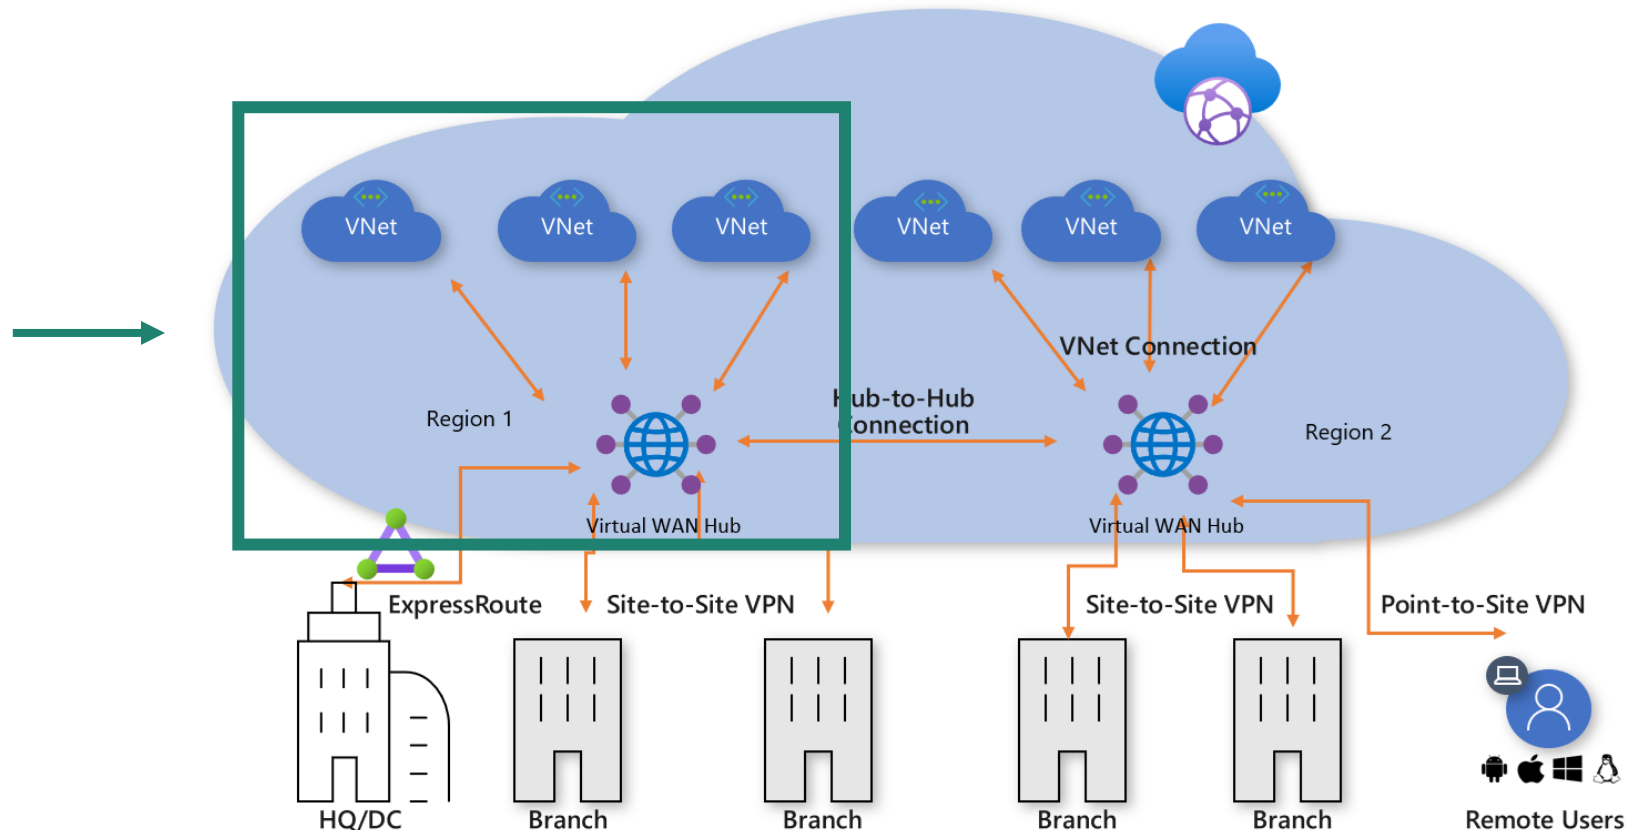 VNet
VNet
VNet
VNet
VNet
VNet
VNet Connection
Hub-to-Hub
Connection
Region 1
Region 2
Virtual WAN Hub
Virtual WAN Hub
ExpressRoute
Site-to-Site VPN
Site-to-Site VPN
Point-to-Site VPN
HQ/DC
Branch
Branch
Branch
Branch
Remote Users